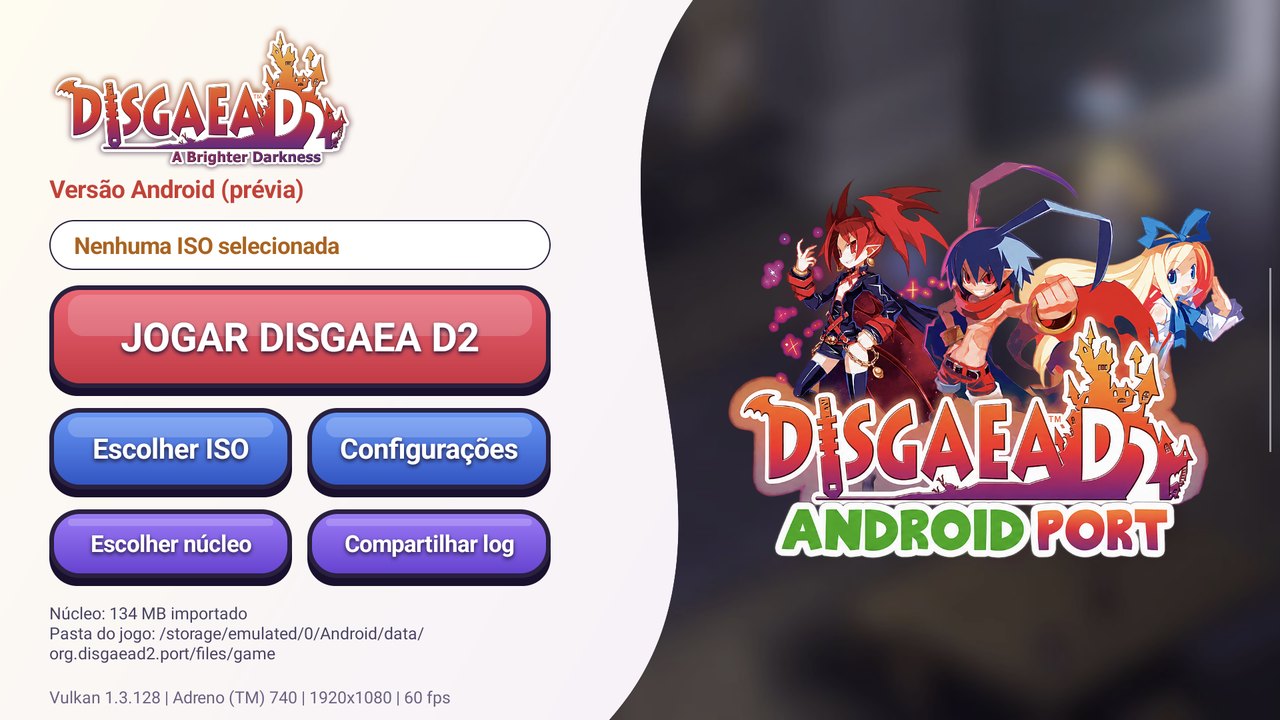 DISGAEA D2
TM
A Brighter Darkness
Versão Android (prévia)
Nenhuma ISO selecionada
JOGAR DISGAEA D2
Escolher ISO
Configurações
Escolher núcleo
Compartilhar log
Núcleo: 134 MB importado
Pasta do jogo: /storage/emulated/0/Android/data/
org.disgaead2.port/files/game
Vulkan 1.3.128 | Adreno (TM) 740 | 1920x1080 | 60 fps
DISGAEA D2
TM
ANDROID PORT